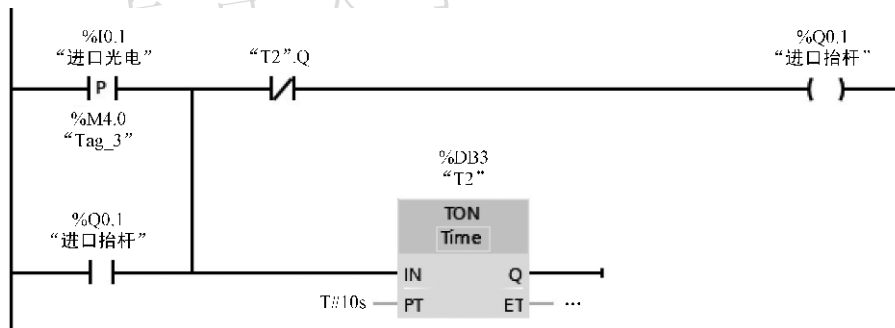 %I0.1
“进口光电”
P
%M4.0
“Tag_3”
“T2”.Q
%Q0.1
“进口抬杆”
%Q0.1
“进口抬杆”
%DB3
“T2”
TON
Time
IN
Q
T#10s
PT
ET
...